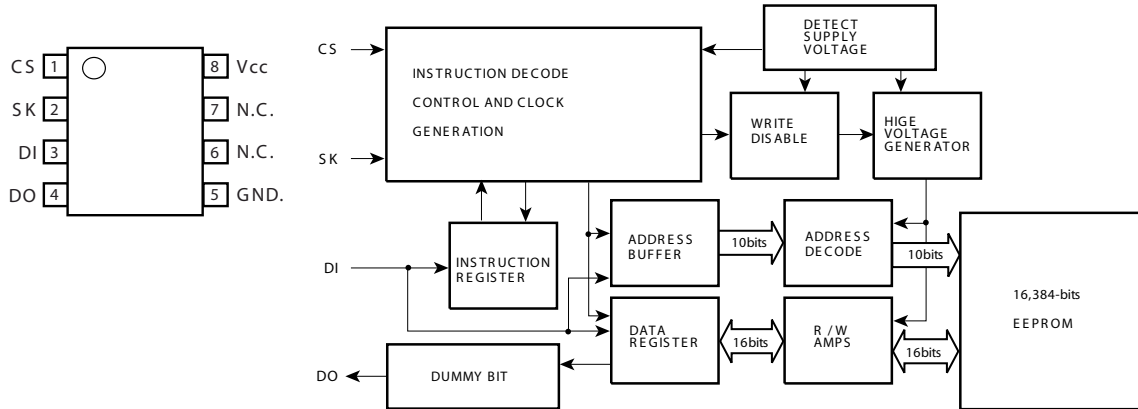 CS 1
8 Vcc
SK 2
7 N.C.
DI 3
6 N.C.
DO 4
5 GND.
CS
SK
INSTRUCTION DECODE
CONTROL AND CLOCK
GENERATION
DETECT
SUPPLY
VOLTAGE
WRITE
DISABLE
HIGE
VOLTAGE
GENERATOR
DI
INSTRUCTION
REGISTER
ADDRESS
BUFFER
10bits
ADDRESS
DECODE
10bits
16,384-bits
EEPROM
DATA
REGISTER
16bits
R / W
AMPS
16bits
DO
DUMMY BIT